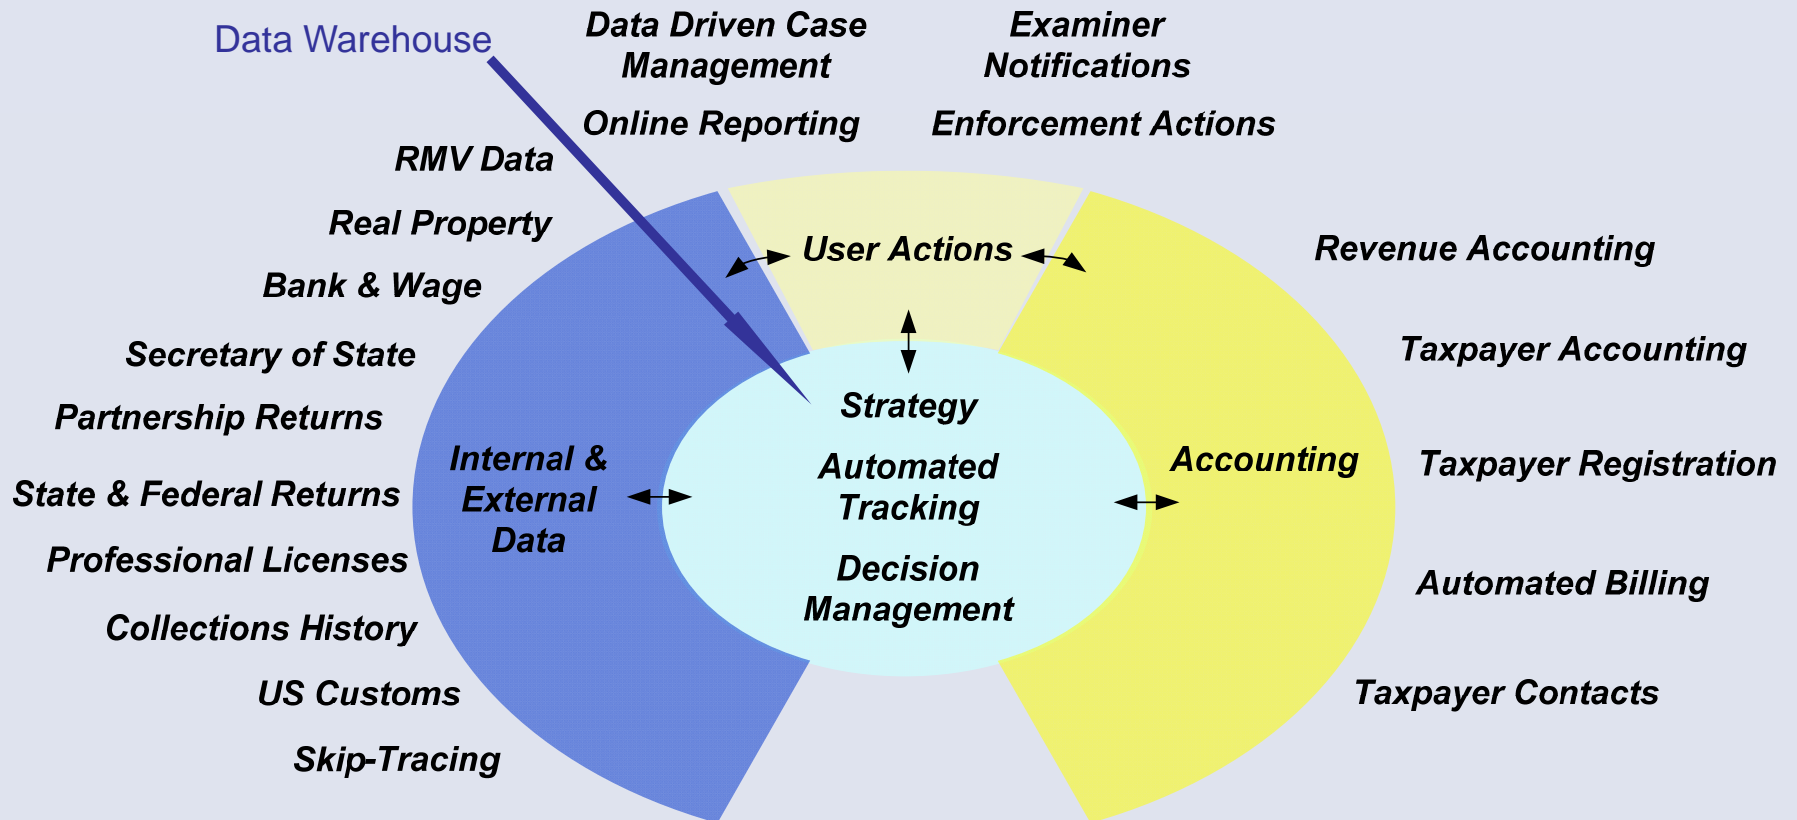 Data Warehouse
Data Driven Case
Management
Examiner
Notifications
Online Reporting
Enforcement Actions
RMV Data
Real Property
Bank & Wage
Secretary of State
Partnership Returns
State & Federal Returns
Professional Licenses
Collections History
US Customs
Skip-Tracing
Internal &
External
Data
User Actions
Strategy
Automated
Tracking
Decision
Management
Accounting
Revenue Accounting
Taxpayer Accounting
Taxpayer Registration
Automated Billing
Taxpayer Contacts